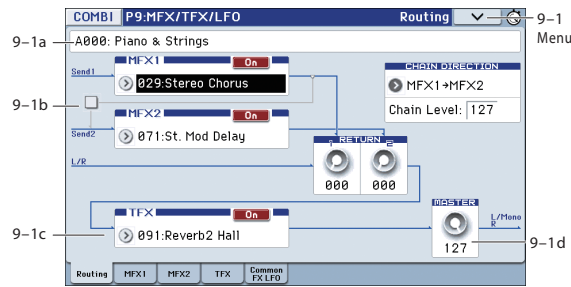 COMBI P9:MFX/TFX/LFO Routing 9–1
Menu
9–1a A000: Piano & Strings
MFX1 On CHAIN DIRECTION
Send1 029:Stereo Chorus MFX1→MFX2
9–1b Chain Level: 127
MFX2 On
Send2 071:St. Mod Delay
RETURN
1 2
L/R
000 000
TFX On MASTER
9–1c 091:Reverb2 Hall L/Mono
R
127 9–1d
Routing MFX1 MFX2 TFX Common
FX LFO